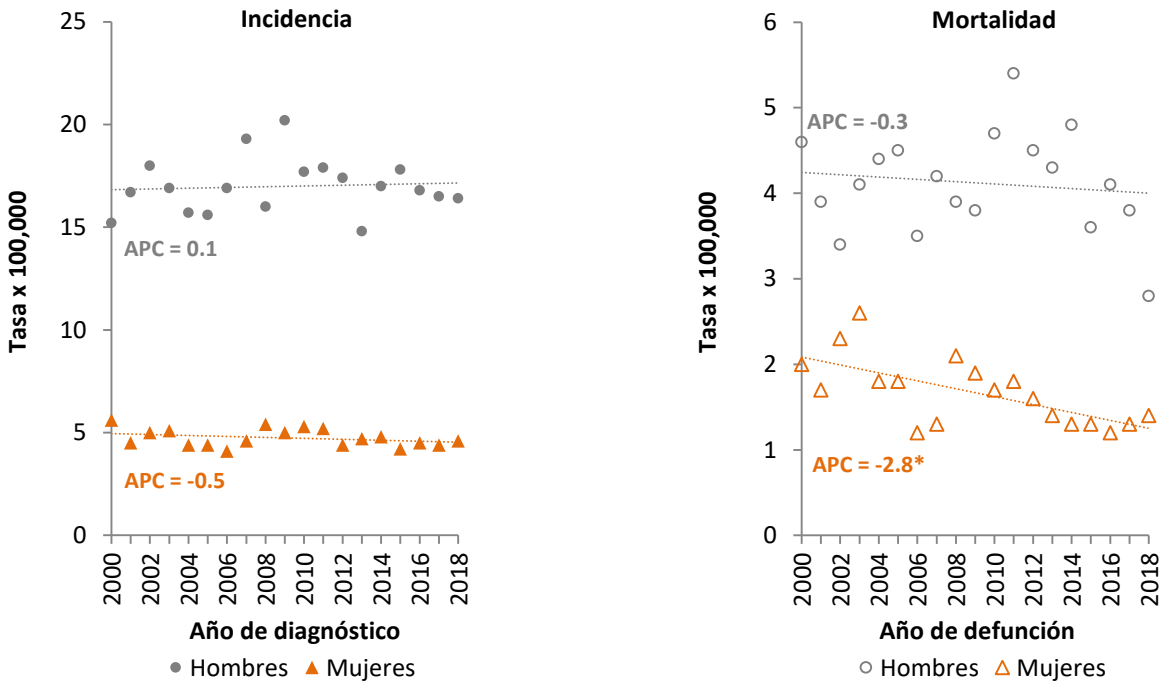 Incidencia
Tasa x 100,000
25
20
15
10
5
0
APC = 0.1
APC = -0.5
2000
2002
2004
2006
2008
2010
2012
2014
2016
2018
Año de diagnóstico
Hombres Mujeres
Mortalidad
Tasa x 100,000
6
5
4
3
2
1
0
APC = -0.3
APC = -2.8*
2000
2002
2004
2006
2008
2010
2012
2014
2016
2018
Año de defunción
Hombres Mujeres